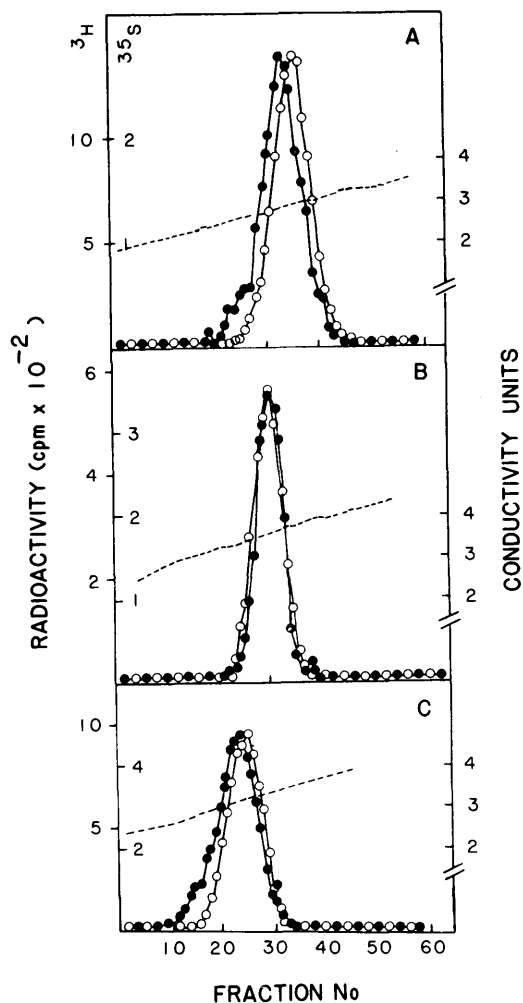 ³H 35S A
10 2 4
3
5 1 2
6 B
3
4
2 4
3
2 1 2
C
10
4 4
3
5
2 2
10 20 30 40 50 60
FRACTION No
RADIOACTIVITY (cpm x 10⁻²)
CONDUCTIVITY UNITS